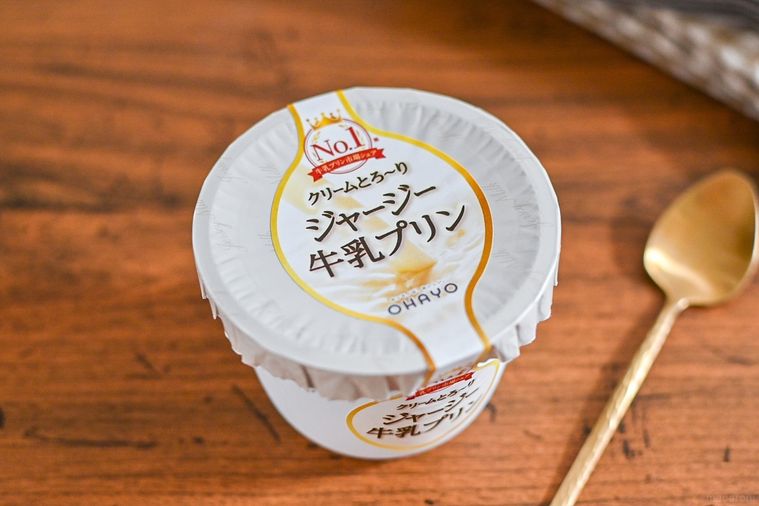 No.1
牛乳プリン市場シェア
クリームとろ〜り
ジャージー
牛乳プリン
OHAYO
クリームとろ〜り
ジャージー
牛乳プリン